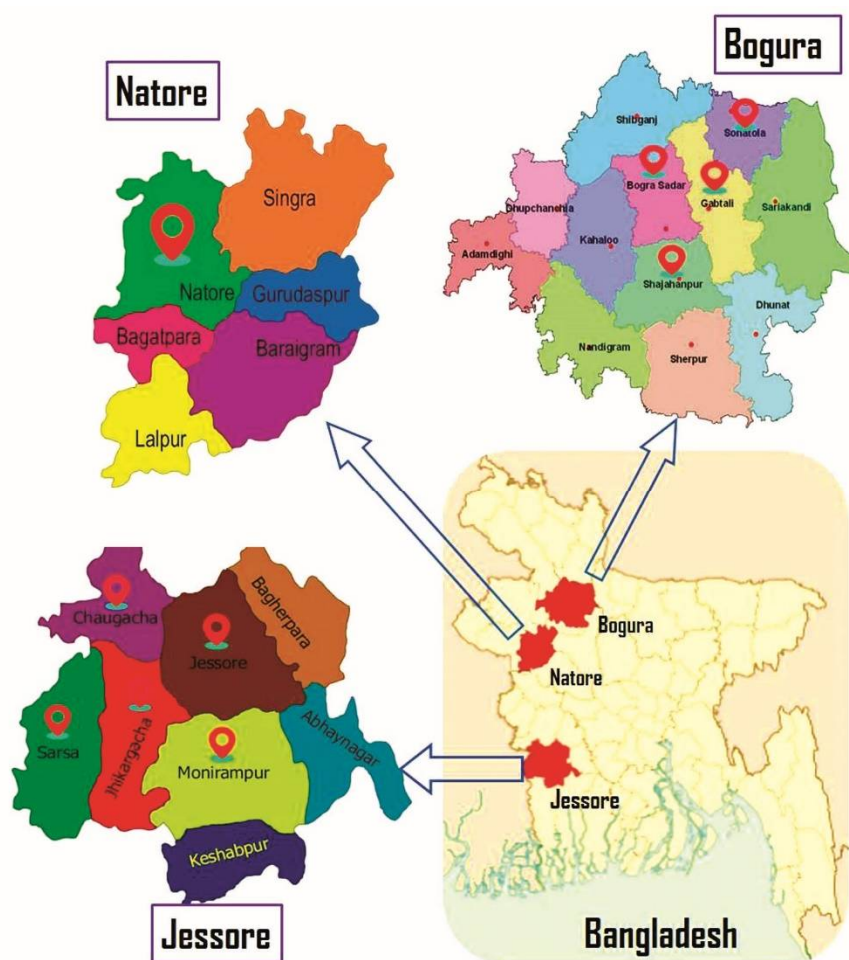 Bogura
Natore
Shibganj
Sonatola
Bogra Sadar
Gabtali
Dhupchanchia
Sariakandi
Kahaloo
Adamdighi
Shajahanpur
Dhunat
Nandigram
Sherpur
Singra
Natore
Gurudaspur
Bagatpara
Baraigram
Lalpur
Chaugacha
Bagherpara
Jessore
Sarsa
Jhikargacha
Monirampur
Abhaynagar
Keshabpur
Jessore
Bogura
Natore
Jessore
Bangladesh